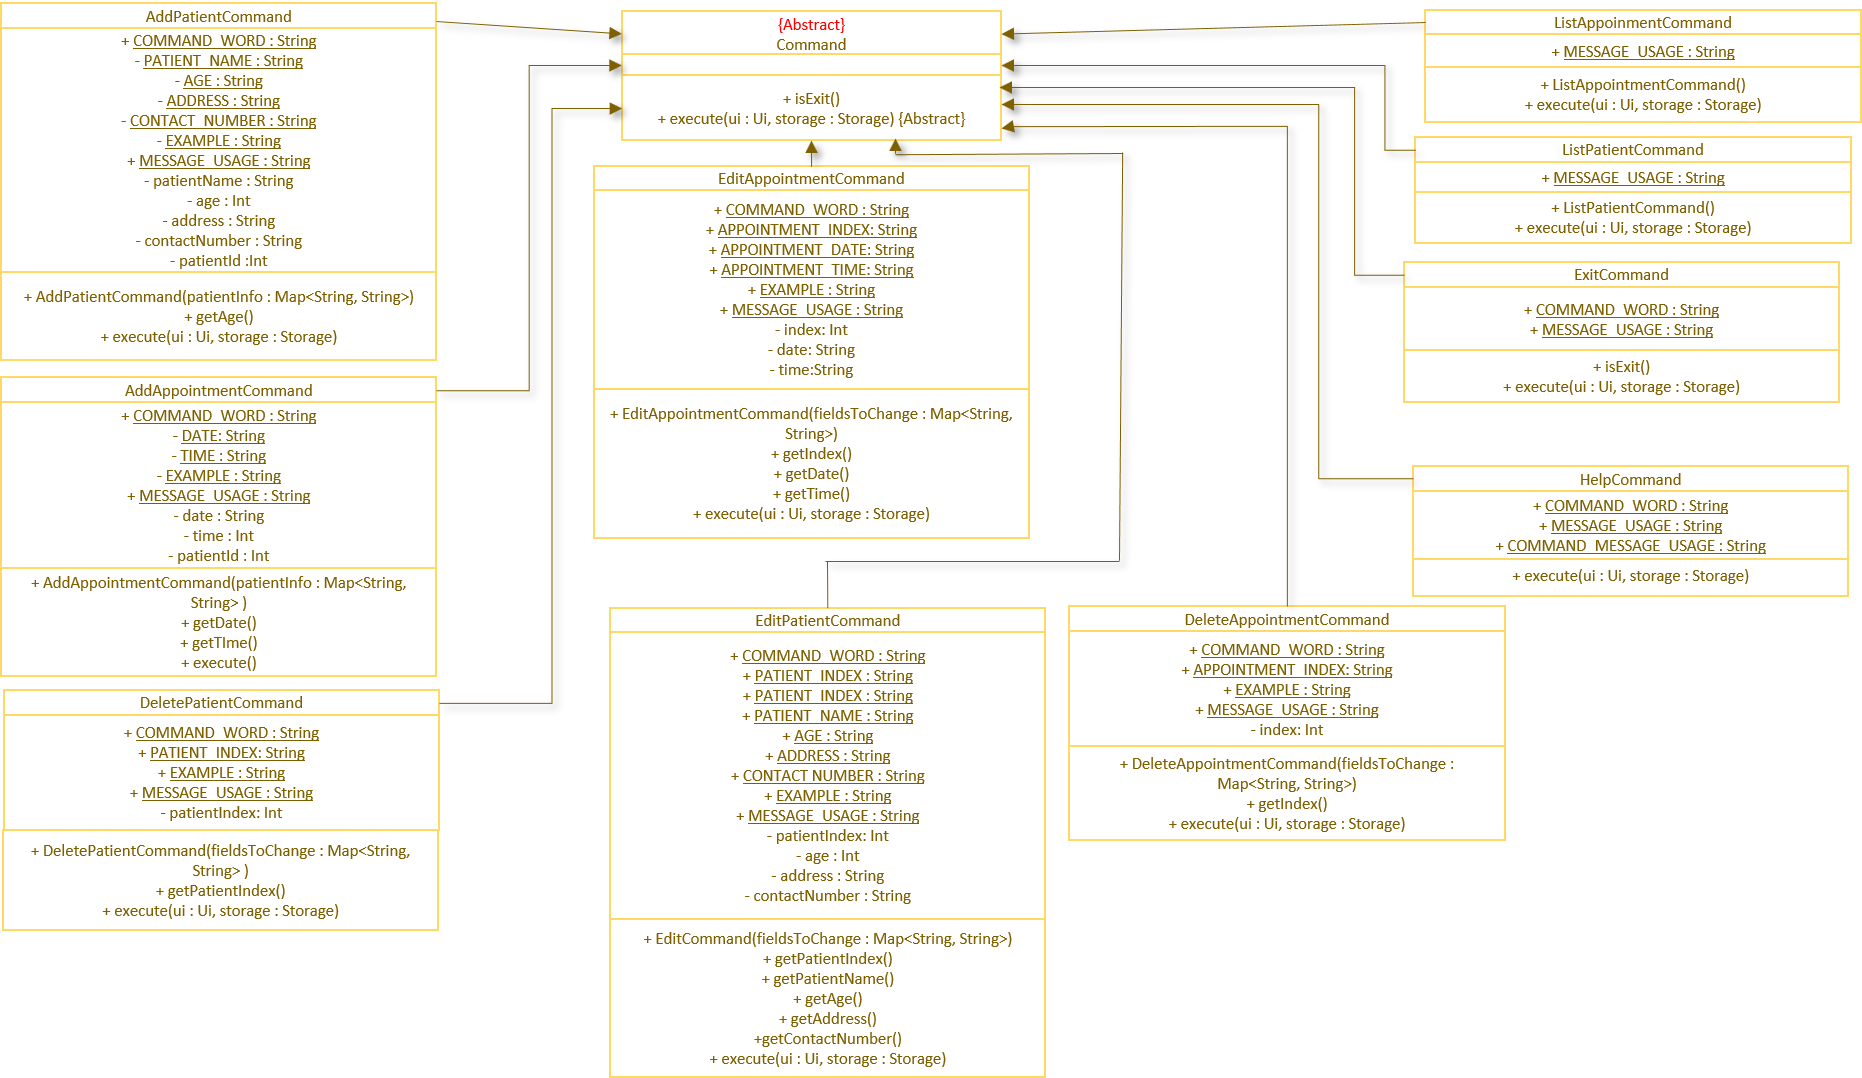 AddPatientCommand
+ COMMAND_WORD : String
- PATIENT_NAME : String
- AGE : String
- ADDRESS : String
- CONTACT_NUMBER : String
- EXAMPLE : String
+ MESSAGE_USAGE : String
- patientName : String
- age : Int
- address : String
- contactNumber : String
- patientId :Int
+ AddPatientCommand(patientInfo : Map<String, String>)
+ getAge()
+ execute(ui : Ui, storage : Storage)
AddAppointmentCommand
+ COMMAND_WORD : String
- DATE: String
- TIME : String
- EXAMPLE : String
+ MESSAGE_USAGE : String
- date : String
- time : Int
- patientId : Int
+ AddAppointmentCommand(patientInfo : Map<String,
String> )
+ getDate()
+ getTIme()
+ execute()
DeletePatientCommand
+ COMMAND_WORD : String
+ PATIENT_INDEX: String
+ EXAMPLE : String
+ MESSAGE_USAGE : String
- patientIndex: Int
+ DeletePatientCommand(fieldsToChange : Map<String,
String> )
+ getPatientIndex()
+ execute(ui : Ui, storage : Storage)
{Abstract}
Command
+ isExit()
+ execute(ui : Ui, storage : Storage) {Abstract}
EditAppointmentCommand
+ COMMAND_WORD : String
+ APPOINTMENT_INDEX: String
+ APPOINTMENT_DATE: String
+ APPOINTMENT_TIME: String
+ EXAMPLE : String
+ MESSAGE_USAGE : String
- index: Int
- date: String
- time:String
+ EditAppointmentCommand(fieldsToChange : Map<String,
String>)
+ getIndex()
+ getDate()
+ getTime()
+ execute(ui : Ui, storage : Storage)
EditPatientCommand
+ COMMAND_WORD : String
+ PATIENT_INDEX : String
+ PATIENT_INDEX : String
+ PATIENT_NAME : String
+ AGE : String
+ ADDRESS : String
+ CONTACT NUMBER : String
+ EXAMPLE : String
+ MESSAGE_USAGE : String
- patientIndex: Int
- age : Int
- address : String
- contactNumber : String
+ EditCommand(fieldsToChange : Map<String, String>)
+ getPatientIndex()
+ getPatientName()
+ getAge()
+ getAddress()
+getContactNumber()
+ execute(ui : Ui, storage : Storage)
ListAppoinmentCommand
+ MESSAGE_USAGE : String
+ ListAppointmentCommand()
+ execute(ui : Ui, storage : Storage)
ListPatientCommand
+ MESSAGE_USAGE : String
+ ListPatientCommand()
+ execute(ui : Ui, storage : Storage)
ExitCommand
+ COMMAND_WORD : String
+ MESSAGE_USAGE : String
+ isExit()
+ execute(ui : Ui, storage : Storage)
HelpCommand
+ COMMAND_WORD : String
+ MESSAGE_USAGE : String
+ COMMAND_MESSAGE_USAGE : String
+ execute(ui : Ui, storage : Storage)
DeleteAppointmentCommand
+ COMMAND_WORD : String
+ APPOINTMENT_INDEX: String
+ EXAMPLE : String
+ MESSAGE_USAGE : String
- index: Int
+ DeleteAppointmentCommand(fieldsToChange :
Map<String, String>)
+ getIndex()
+ execute(ui : Ui, storage : Storage)